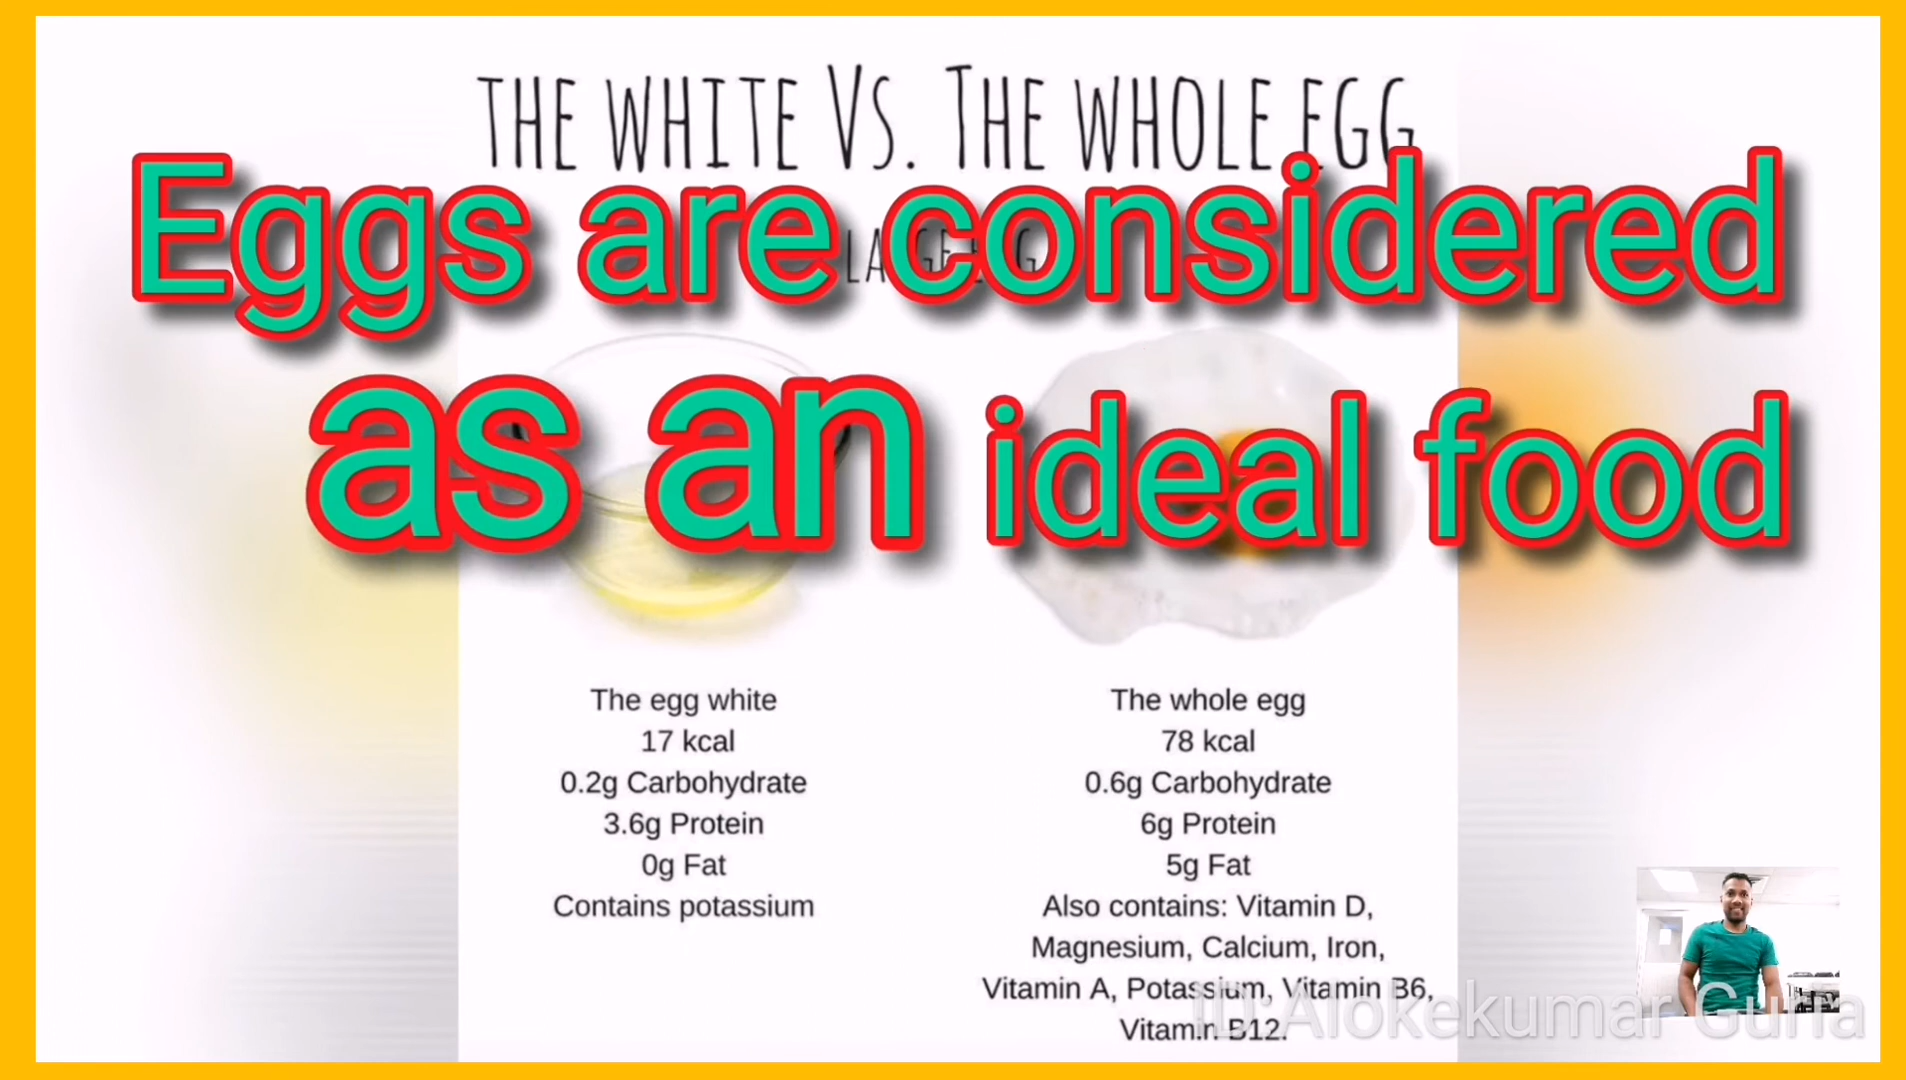 THE WHITE VS. THE WHOLE EGG
Eggs are considered
as an ideal food
The egg white
17 kcal
0.2g Carbohydrate
3.6g Protein
0g Fat
Contains potassium
The whole egg
78 kcal
0.6g Carbohydrate
6g Protein
5g Fat
Also contains: Vitamin D,
Magnesium, Calcium, Iron,
Vitamin A, Potassium, Vitamin B6,
Vitamin B12.
ID:Alokekumar Guria